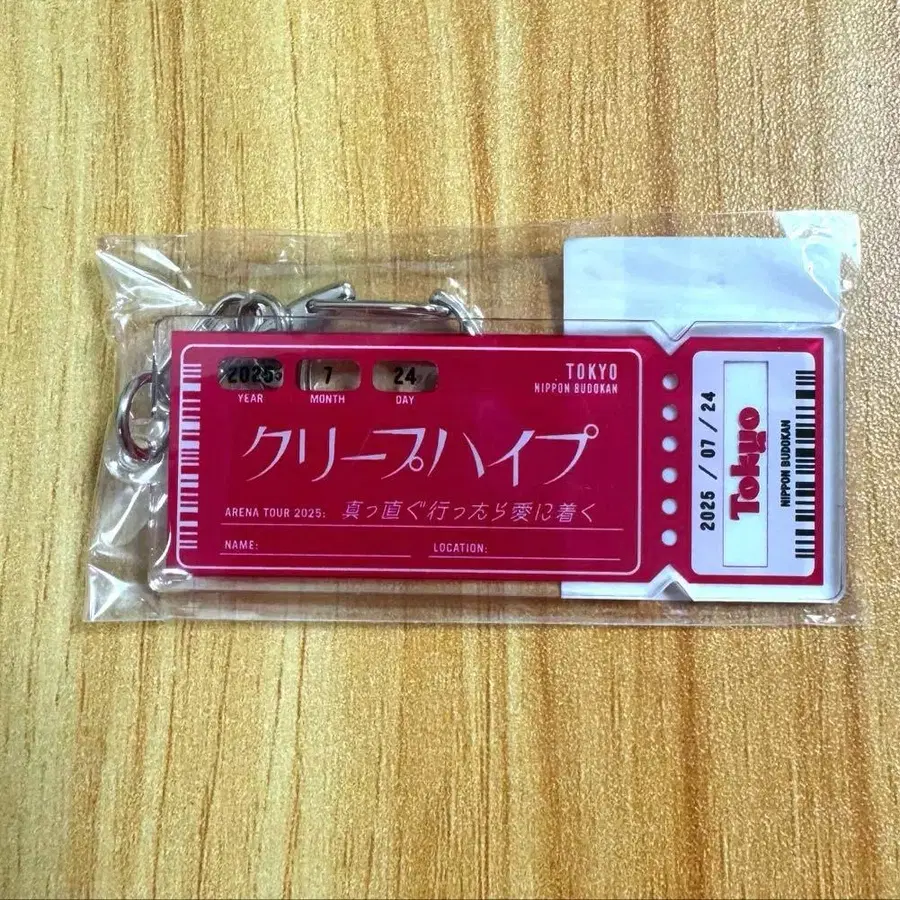 2025 7 24
YEAR MONTH DAY
TOKYO
NIPPON BUDOKAN
クリープハイプ
ARENA TOUR 2025: 真っ直ぐ行ったら愛に着く
NAME: LOCATION:
2025 / 07 / 24
Tokyo
NIPPON BUDOKAN